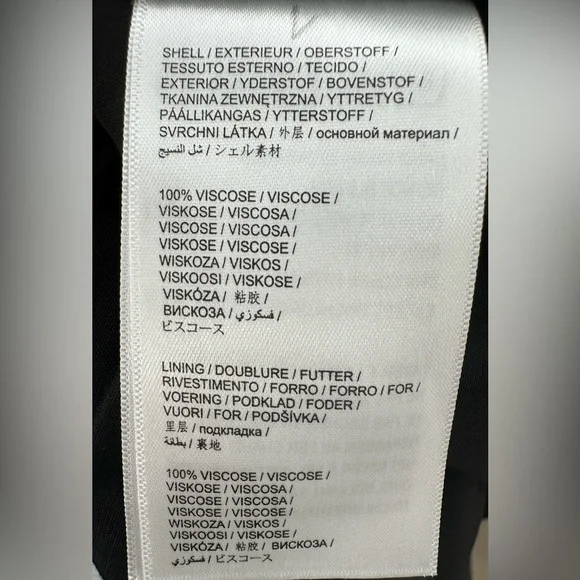 SHELL / EXTERIEUR / OBERSTOFF /
TESSUTO ESTERNO / TECIDO /
EXTERIOR / YDERSTOF / BOVENSTOF /
TKANINA ZEWNĘTRZNA / YTTRETYG /
PÄÄLLIKANGAS / YTTERSTOFF /
SVRCHNI LÁTKA / 外层 / основной материал /
شل النسيج / シェル素材
100% VISCOSE / VISCOSE /
VISKOSE / VISCOSA /
VISCOSE / VISCOSA /
VISKOSE / VISCOSE /
WISKOZA / VISKOS /
VISKOOSI / VISKOSE /
VISKÓZA / 粘胶 /
ВИСКОЗА / فسكوزي /
ビスコース
LINING / DOUBLURE / FUTTER /
RIVESTIMENTO / FORRO / FORRO / FOR /
VOERING / PODKLAD / FODER /
VUORI / FOR / PODŠÍVKA /
里层 / подкладка /
بطانة / 裏地
100% VISCOSE / VISCOSE /
VISKOSE / VISCOSA /
VISCOSE / VISCOSA /
VISKOSE / VISCOSE /
WISKOZA / VISKOS /
VISKOOSI / VISKOSE /
VISKÓZA / 粘胶 / ВИСКОЗА /
فسكوزي / ビスコース